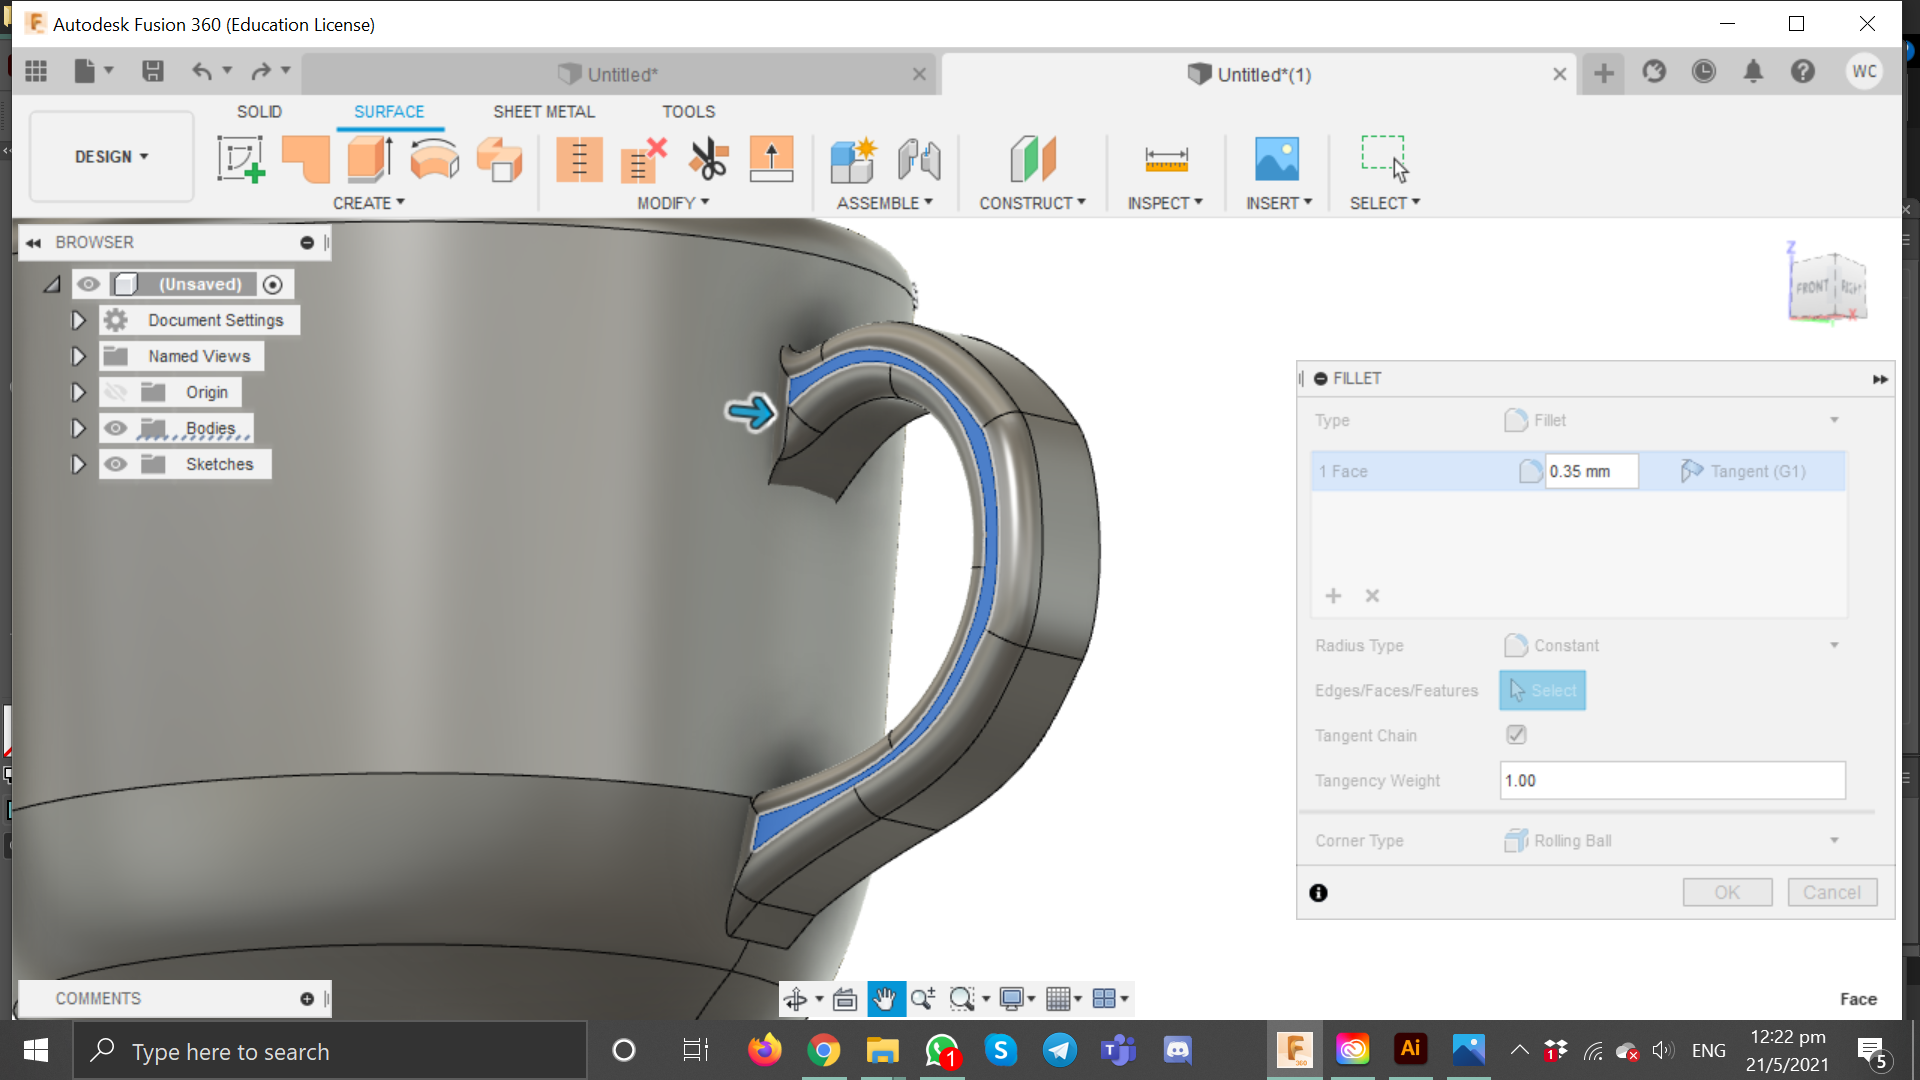 Autodesk Fusion 360 (Education License)
Untitled*
Untitled*(1)
WC
DESIGN
SOLID
SURFACE
SHEET METAL
TOOLS
CREATE
MODIFY
ASSEMBLE
CONSTRUCT
INSPECT
INSERT
SELECT
BROWSER
(Unsaved)
Document Settings
Named Views
Origin
Bodies
Sketches
Z
FRONT
RIGHT
X
FILLET
Type
Fillet
1 Face
0.35 mm
Tangent (G1)
Radius Type
Constant
Edges/Faces/Features
Select
Tangent Chain
Tangency Weight
1.00
Corner Type
Rolling Ball
OK
Cancel
COMMENTS
Face
Type here to search
1
Ai
1
ENG
12:22 pm
21/5/2021
5